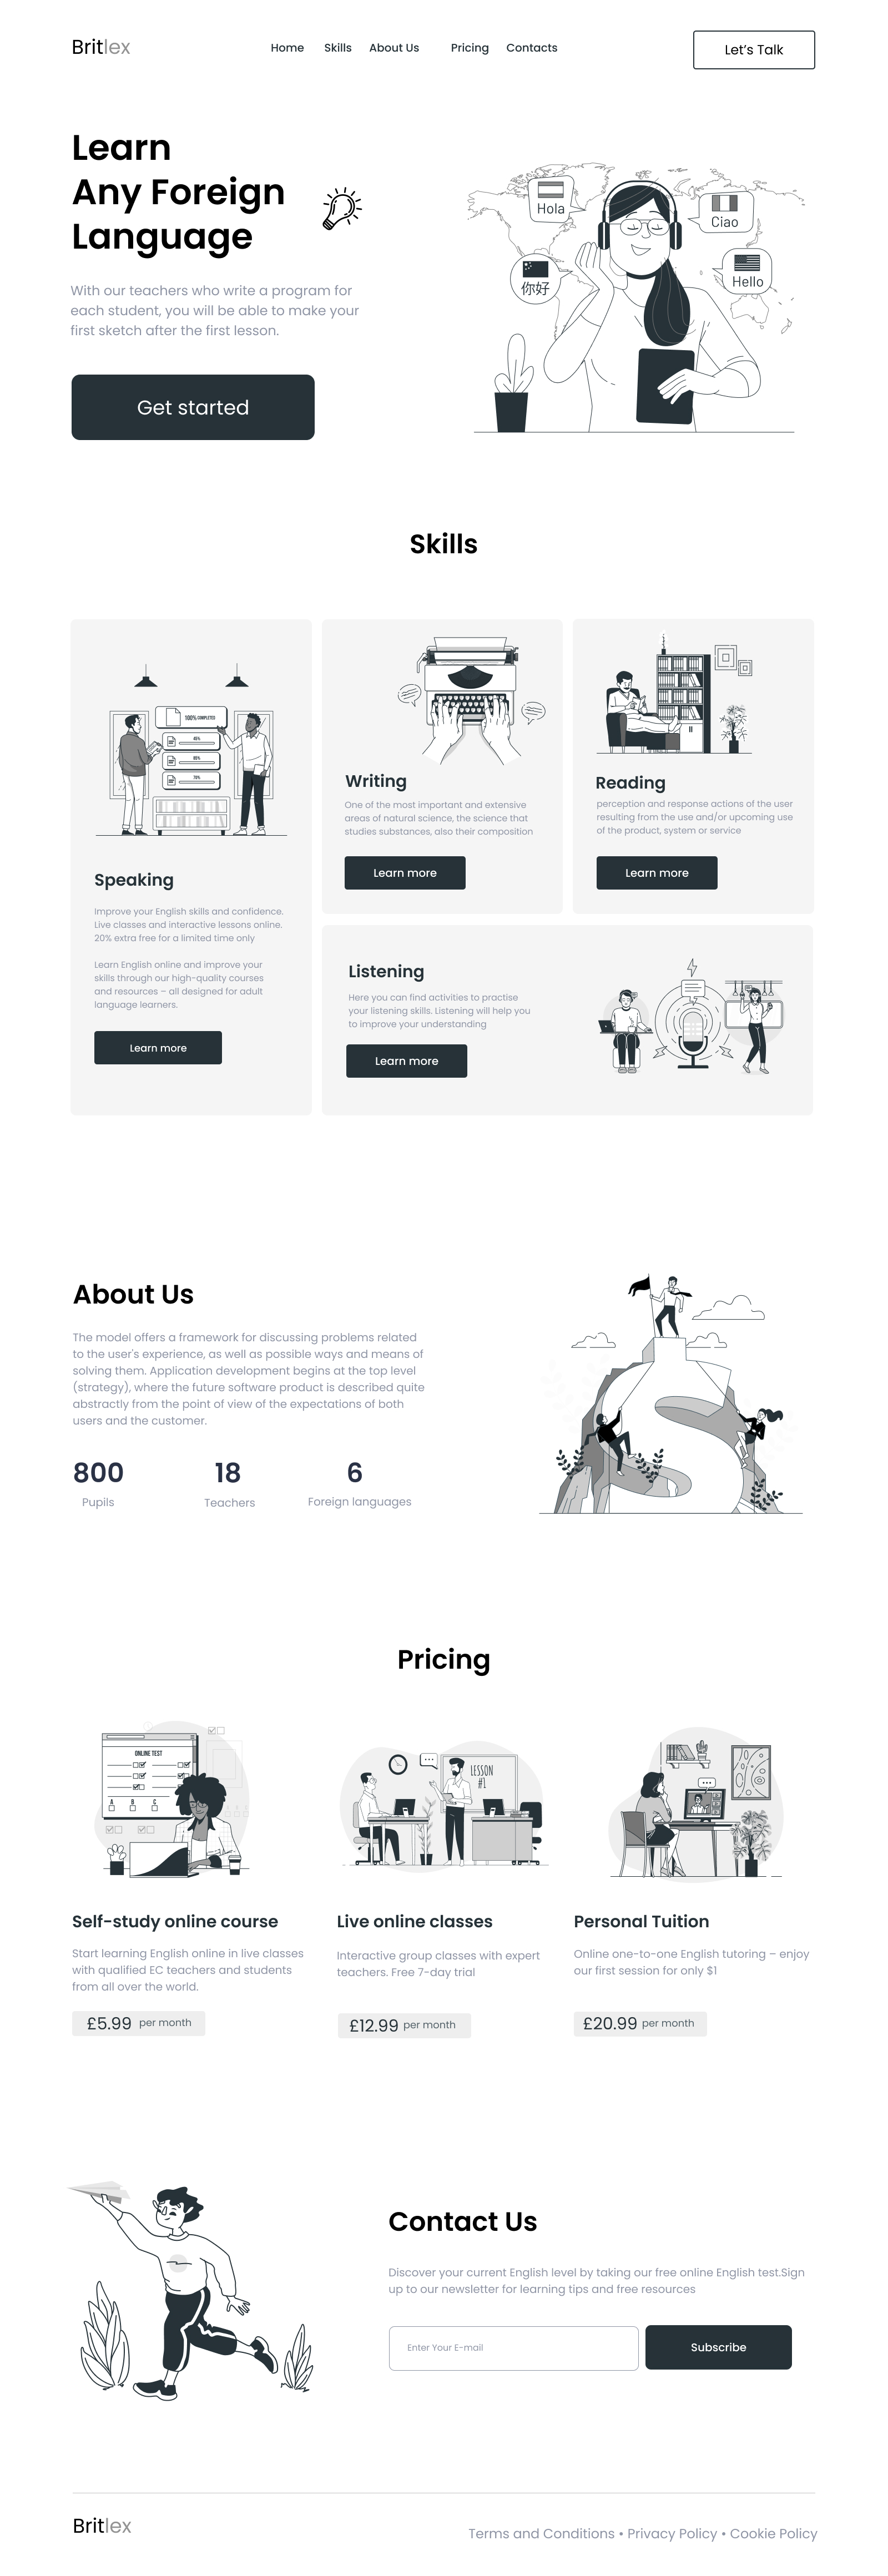 Britlex
Home Skills About Us Pricing Contacts
Let's Talk
Learn
Any Foreign
Language
With our teachers who write a program for
each student, you will be able to make your
first sketch after the first lesson.
Get started
Hola
Ciao
你好
Hello
Skills
100% COMPLETED
45%
85%
70%
Speaking
Improve your English skills and confidence.
Live classes and interactive lessons online.
20% extra free for a limited time only
Learn English online and improve your
skills through our high-quality courses
and resources – all designed for adult
language learners.
Learn more
Writing
One of the most important and extensive
areas of natural science, the science that
studies substances, also their composition
Learn more
Reading
perception and response actions of the user
resulting from the use and/or upcoming use
of the product, system or service
Learn more
Listening
Here you can find activities to practise
your listening skills. Listening will help you
to improve your understanding
Learn more
About Us
The model offers a framework for discussing problems related
to the user's experience, as well as possible ways and means of
solving them. Application development begins at the top level
(strategy), where the future software product is described quite
abstractly from the point of view of the expectations of both
users and the customer.
800
Pupils
18
Teachers
6
Foreign languages
Pricing
ONLINE TEST
A B C
LESSON
#1
Self-study online course
Start learning English online in live classes
with qualified EC teachers and students
from all over the world.
£5.99 per month
Live online classes
Interactive group classes with expert
teachers. Free 7-day trial
£12.99 per month
Personal Tuition
Online one-to-one English tutoring – enjoy
our first session for only $1
£20.99 per month
Contact Us
Discover your current English level by taking our free online English test.Sign
up to our newsletter for learning tips and free resources
Enter Your E-mail
Subscribe
Britlex
Terms and Conditions • Privacy Policy • Cookie Policy